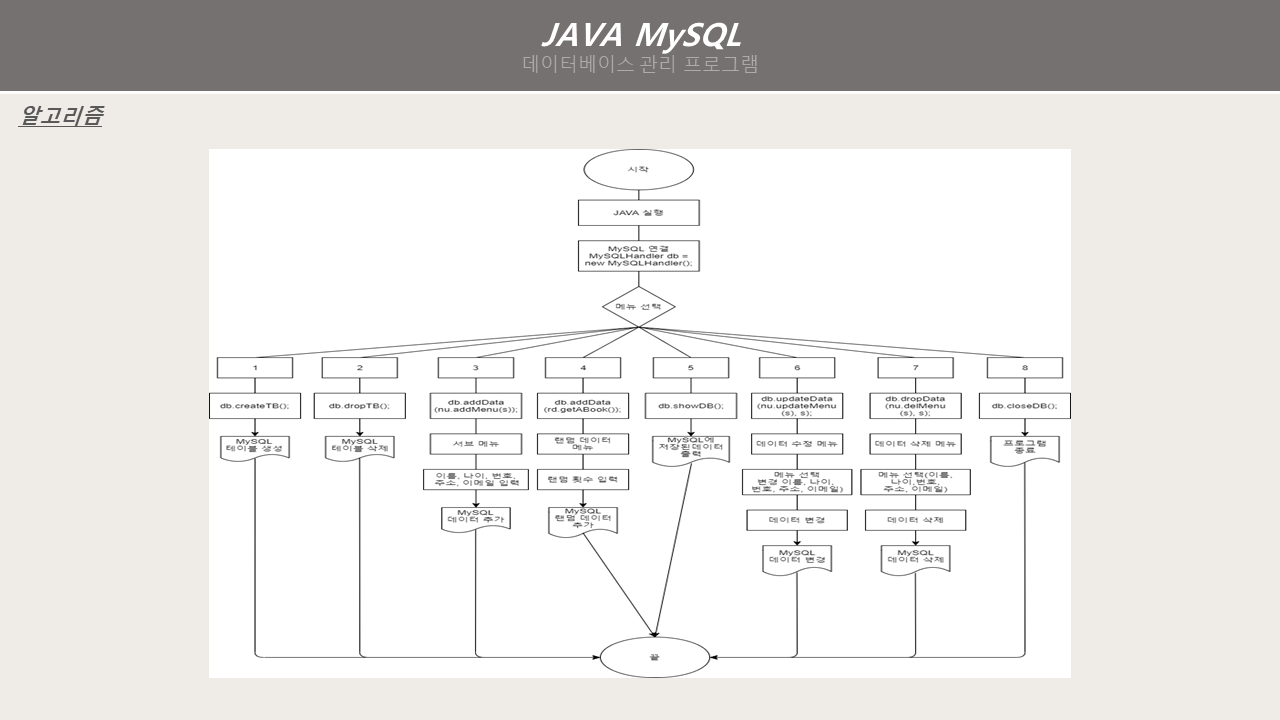 JAVA MySQL
데이터베이스 관리 프로그램
알고리즘
시작
JAVA 실행
MySQL 연결
MySQLHandler db =
new MySQLHandler();
메뉴 선택
1
2
3
4
5
6
7
8
db.createTB();
db.dropTB();
db.addData
(nu.addMenu(s));
db.addData
(rd.getABook());
db.showDB();
db.updateData
(nu.updateMenu
(s), s);
db.dropData
(nu.delMenu
(s), s);
db.closeDB();
MySQL
테이블 생성
MySQL
테이블 삭제
서브 메뉴
랜덤 데이터
메뉴
MySQL에
저장된데이터
출력
데이터 수정 메뉴
데이터 삭제 메뉴
프로그램
종료
이름, 나이, 번호,
주소, 이메일 입력
랜덤 횟수 입력
메뉴 선택
변경 이름, 나이,
번호, 주소, 이메일)
메뉴 선택(이름,
나이,번호,
주소, 이메일)
MySQL
데이터 추가
MySQL
랜덤 데이터
추가
데이터 변경
데이터 삭제
MySQL
데이터 변경
MySQL
데이터 삭제
끝